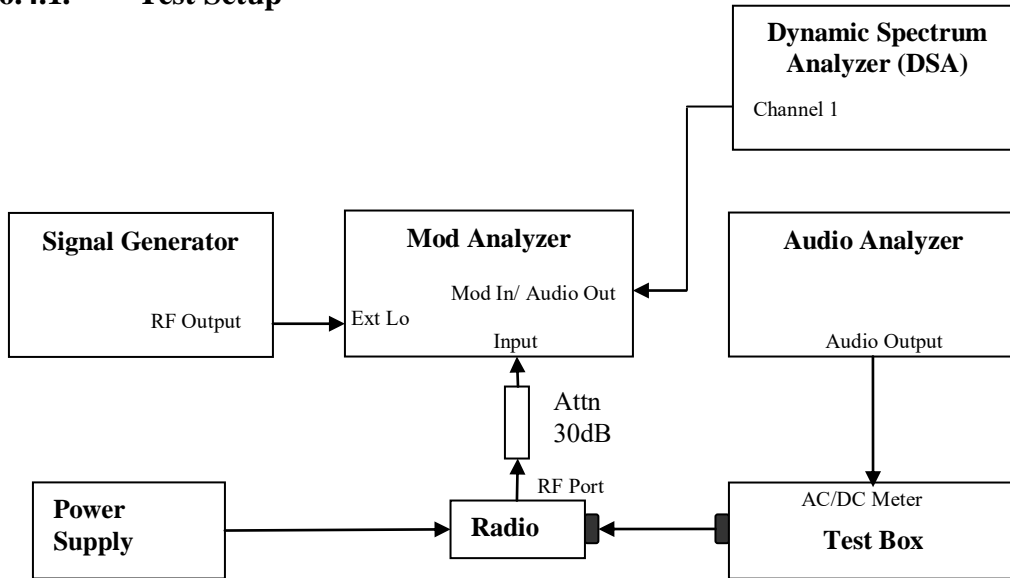 Test Setup
Dynamic Spectrum
Analyzer (DSA)
Channel 1
Signal Generator
RF Output
Mod Analyzer
Mod In/ Audio Out
Ext Lo
Input
Audio Analyzer
Audio Output
Attn
30dB
RF Port
Power
Supply
Radio
AC/DC Meter
Test Box